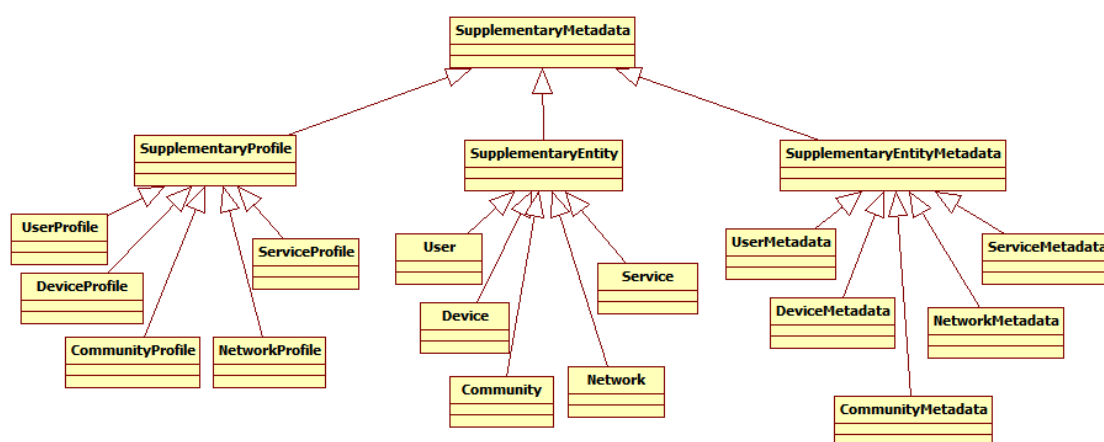 SupplementaryMetadata
SupplementaryProfile
SupplementaryEntity
SupplementaryEntityMetadata
UserProfile
ServiceProfile
DeviceProfile
CommunityProfile
NetworkProfile
User
Service
Device
Community
Network
UserMetadata
ServiceMetadata
DeviceMetadata
NetworkMetadata
CommunityMetadata